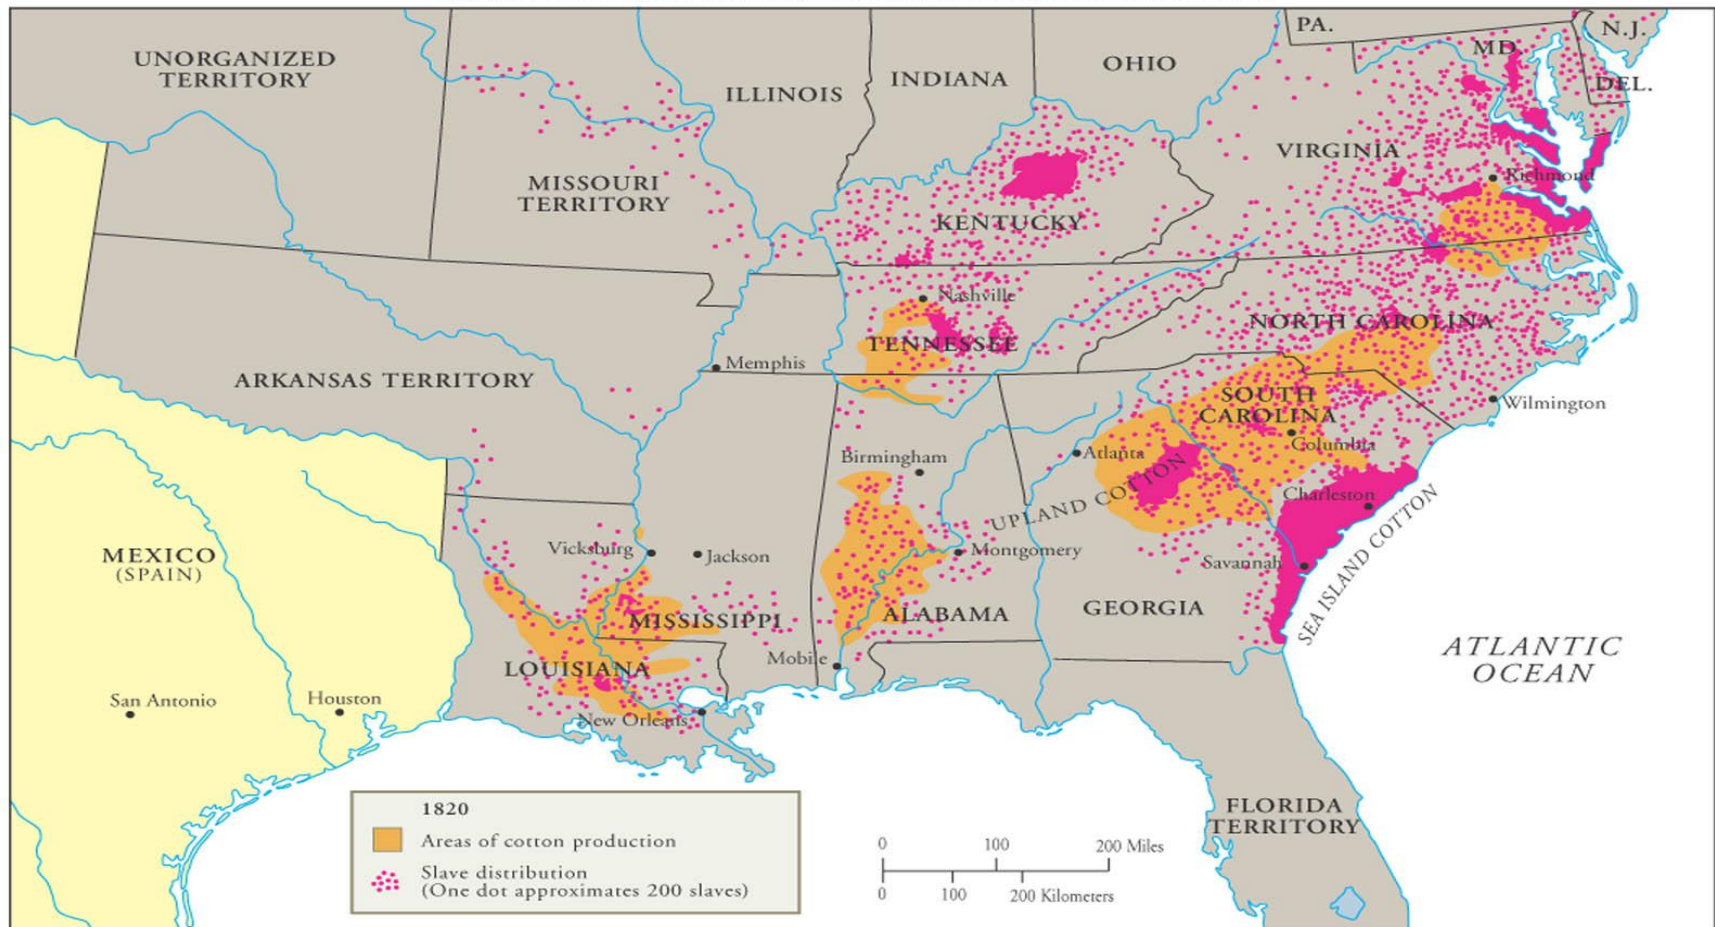 UNORGANIZED
TERRITORY
ILLINOIS
INDIANA
OHIO
PA.
MD.
N.J.
DEL.
MISSOURI
TERRITORY
KENTUCKY
VIRGINIA
Richmond
Nashville
TENNESSEE
NORTH CAROLINA
Memphis
ARKANSAS TERRITORY
SOUTH
CAROLINA
Wilmington
Columbia
Atlanta
Birmingham
UPLAND COTTON
Charleston
SEA ISLAND COTTON
MEXICO
(SPAIN)
Vicksburg
Jackson
Montgomery
Savannah
MISSISSIPPI
ALABAMA
GEORGIA
LOUISIANA
Mobile
ATLANTIC
OCEAN
San Antonio
Houston
New Orleans
FLORIDA
TERRITORY
1820
Areas of cotton production
Slave distribution
(One dot approximates 200 slaves)
0 100 200 Miles
0 100 200 Kilometers